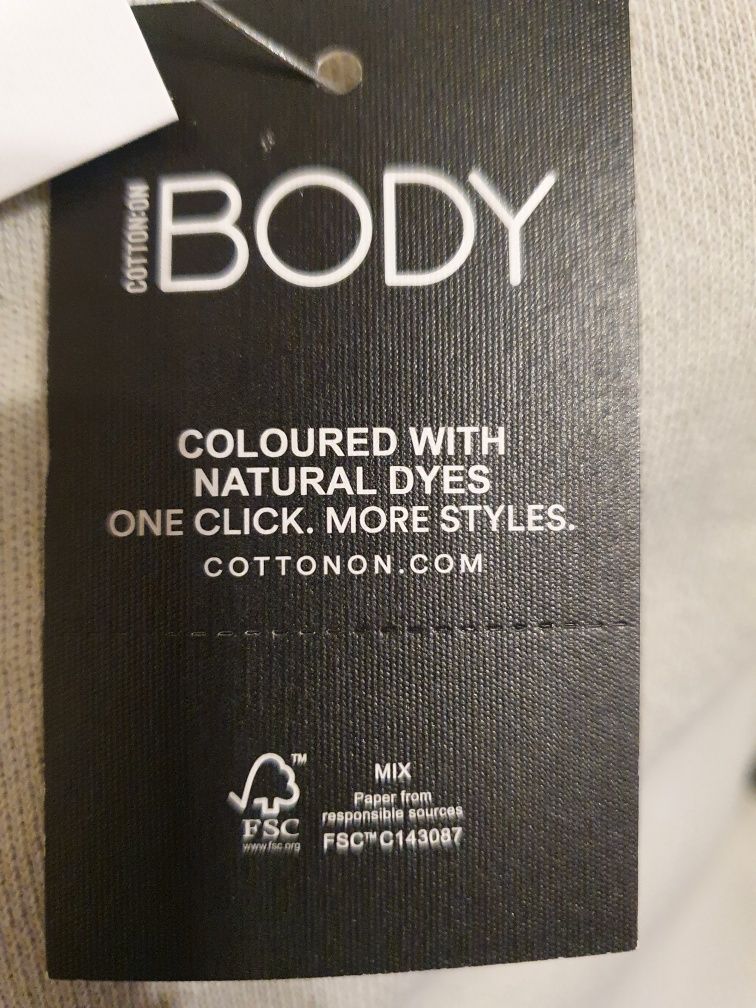 COTTON:ON
BODY
COLOURED WITH
NATURAL DYES
ONE CLICK. MORE STYLES.
COTTONON.COM
FSC™
www.fsc.org
MIX
Paper from
responsible sources
FSC™ C143087